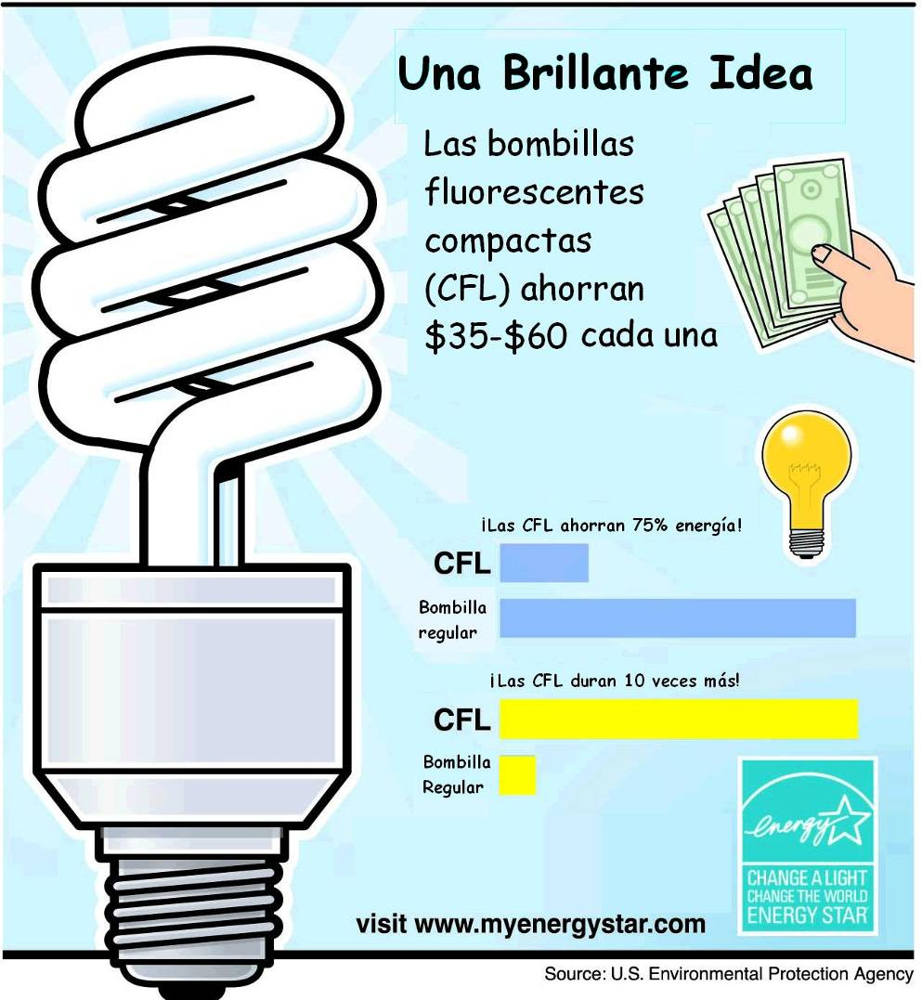 Una Brillante Idea
Las bombillas
fluorescentes
compactas
(CFL) ahorran
$35-$60 cada una
¡Las CFL ahorran 75% energía!
CFL
Bombilla
regular
¡Las CFL duran 10 veces más!
CFL
Bombilla
Regular
energy
CHANGE A LIGHT
CHANGE THE WORLD
ENERGY STAR
visit www.myenergystar.com
Source: U.S. Environmental Protection Agency